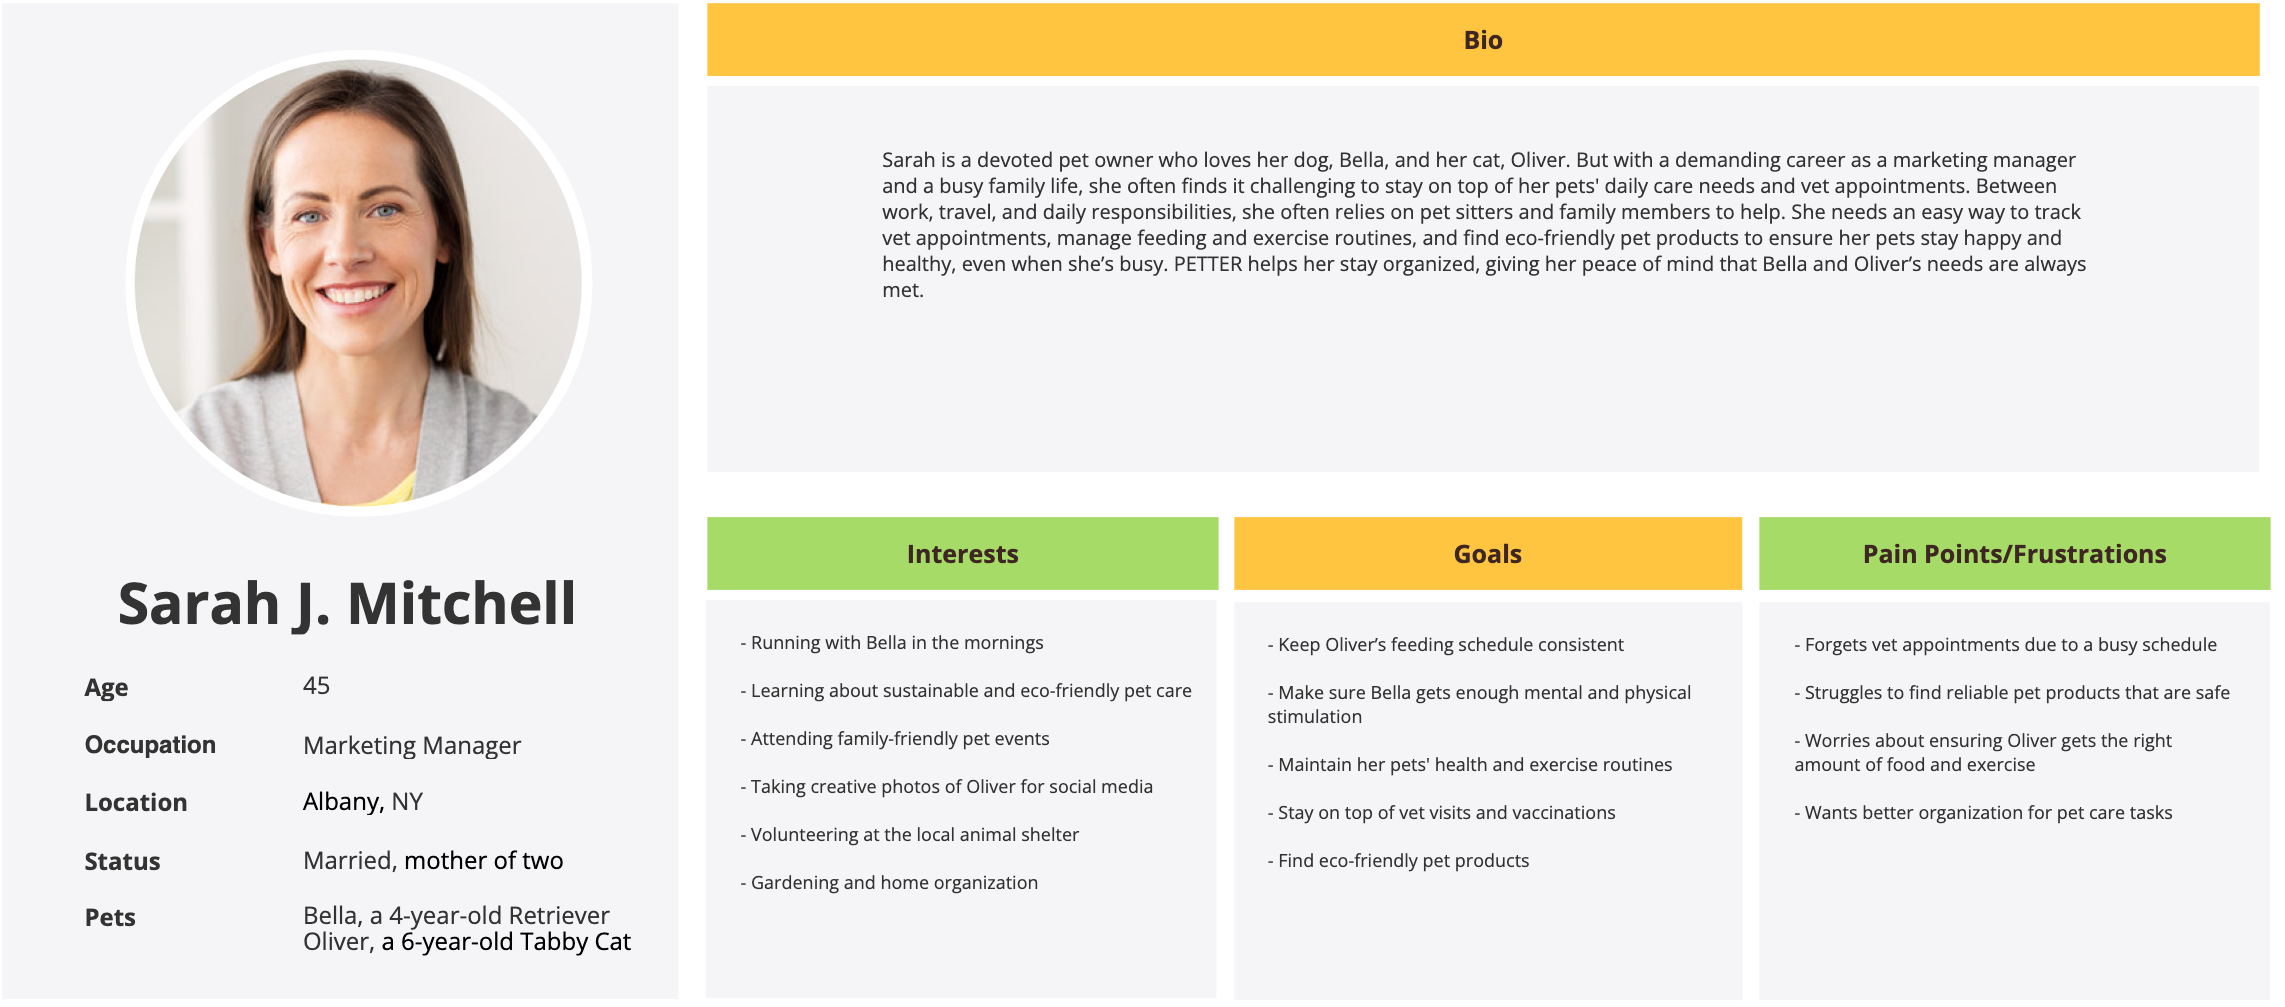 Sarah J. Mitchell
Age 45
Occupation Marketing Manager
Location Albany, NY
Status Married, mother of two
Pets Bella, a 4-year-old Retriever
Oliver, a 6-year-old Tabby Cat
Bio
Sarah is a devoted pet owner who loves her dog, Bella, and her cat, Oliver. But with a demanding career as a marketing manager
and a busy family life, she often finds it challenging to stay on top of her pets' daily care needs and vet appointments. Between
work, travel, and daily responsibilities, she often relies on pet sitters and family members to help. She needs an easy way to track
vet appointments, manage feeding and exercise routines, and find eco-friendly pet products to ensure her pets stay happy and
healthy, even when she’s busy. PETTER helps her stay organized, giving her peace of mind that Bella and Oliver’s needs are always
met.
Interests
- Running with Bella in the mornings
- Learning about sustainable and eco-friendly pet care
- Attending family-friendly pet events
- Taking creative photos of Oliver for social media
- Volunteering at the local animal shelter
- Gardening and home organization
Goals
- Keep Oliver’s feeding schedule consistent
- Make sure Bella gets enough mental and physical
stimulation
- Maintain her pets' health and exercise routines
- Stay on top of vet visits and vaccinations
- Find eco-friendly pet products
Pain Points/Frustrations
- Forgets vet appointments due to a busy schedule
- Struggles to find reliable pet products that are safe
- Worries about ensuring Oliver gets the right
amount of food and exercise
- Wants better organization for pet care tasks